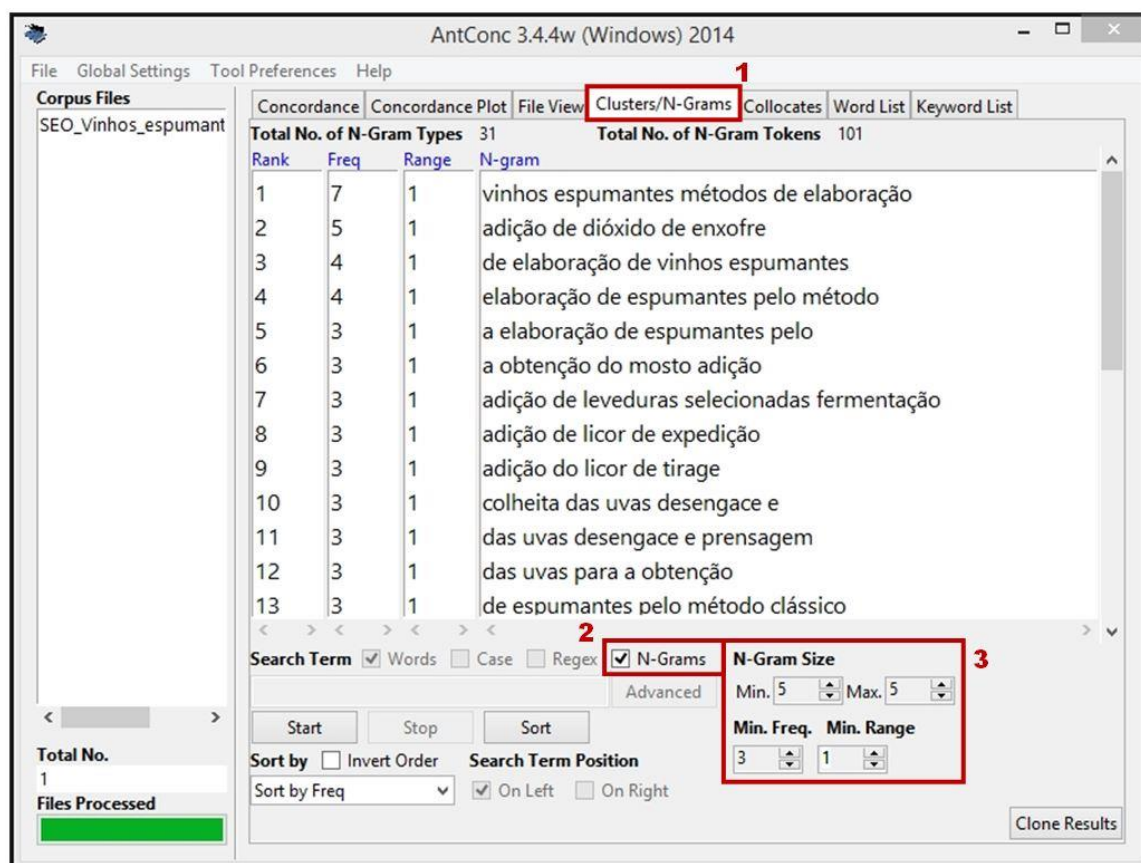 AntConc 3.4.4w (Windows) 2014
File Global Settings Tool Preferences Help
1
Corpus Files
SEO_Vinhos_espumant
Concordance Concordance Plot File View Clusters/N-Grams Collocates Word List Keyword List
Total No. of N-Gram Types 31 Total No. of N-Gram Tokens 101
Rank Freq Range N-gram
1 7 1 vinhos espumantes métodos de elaboração
2 5 1 adição de dióxido de enxofre
3 4 1 de elaboração de vinhos espumantes
4 4 1 elaboração de espumantes pelo método
5 3 1 a elaboração de espumantes pelo
6 3 1 a obtenção do mosto adição
7 3 1 adição de leveduras selecionadas fermentação
8 3 1 adição de licor de expedição
9 3 1 adição do licor de tirage
10 3 1 colheita das uvas desengace e
11 3 1 das uvas desengace e prensagem
12 3 1 das uvas para a obtenção
13 3 1 de espumantes pelo método clássico
2
Search Term Words Case Regex N-Grams N-Gram Size 3
Advanced Min. 5 Max. 5
Start Stop Sort Min. Freq. Min. Range
3 1
Total No.
1
Files Processed
Sort by Invert Order Search Term Position
Sort by Freq On Left On Right
Clone Results